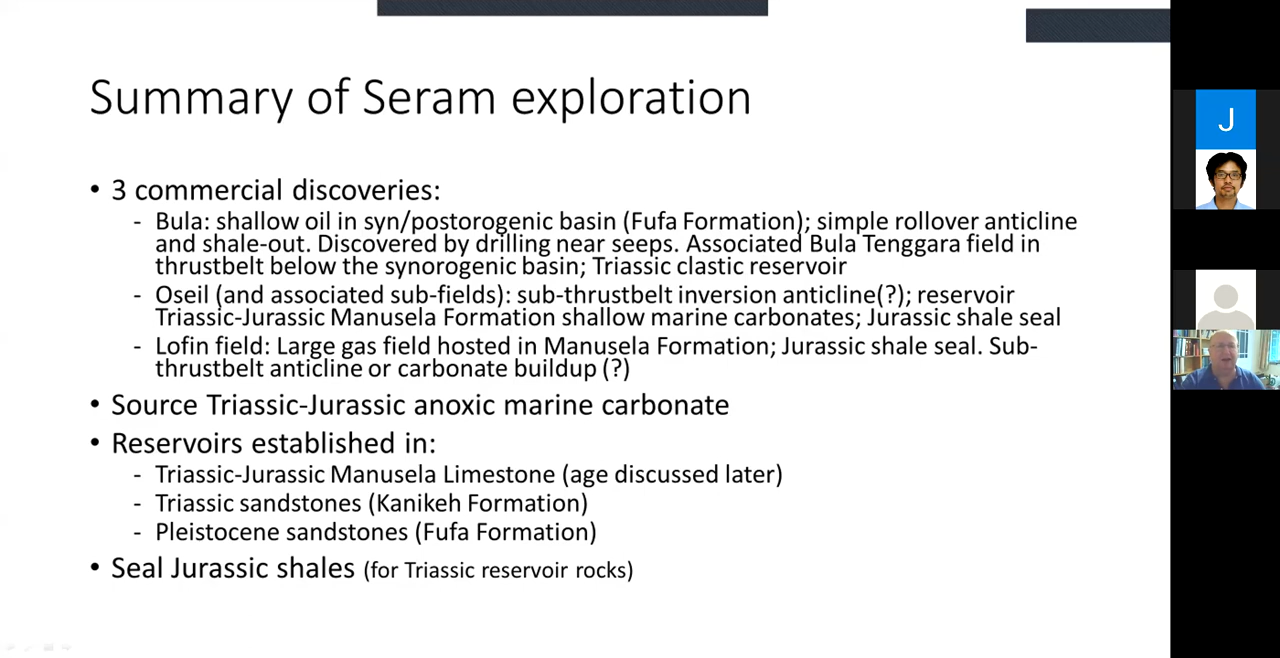 Summary of Seram exploration
• 3 commercial discoveries:
- Bula: shallow oil in syn/postorogenic basin (Fufa Formation); simple rollover anticline
and shale-out. Discovered by drilling near seeps. Associated Bula Tenggara field in
thrustbelt below the synorogenic basin; Triassic clastic reservoir
- Oseil (and associated sub-fields): sub-thrustbelt inversion anticline(?); reservoir
Triassic-Jurassic Manusela Formation shallow marine carbonates; Jurassic shale seal
- Lofin field: Large gas field hosted in Manusela Formation; Jurassic shale seal. Sub-
thrustbelt anticline or carbonate buildup (?)
• Source Triassic-Jurassic anoxic marine carbonate
• Reservoirs established in:
- Triassic-Jurassic Manusela Limestone (age discussed later)
- Triassic sandstones (Kanikeh Formation)
- Pleistocene sandstones (Fufa Formation)
• Seal Jurassic shales (for Triassic reservoir rocks)
J